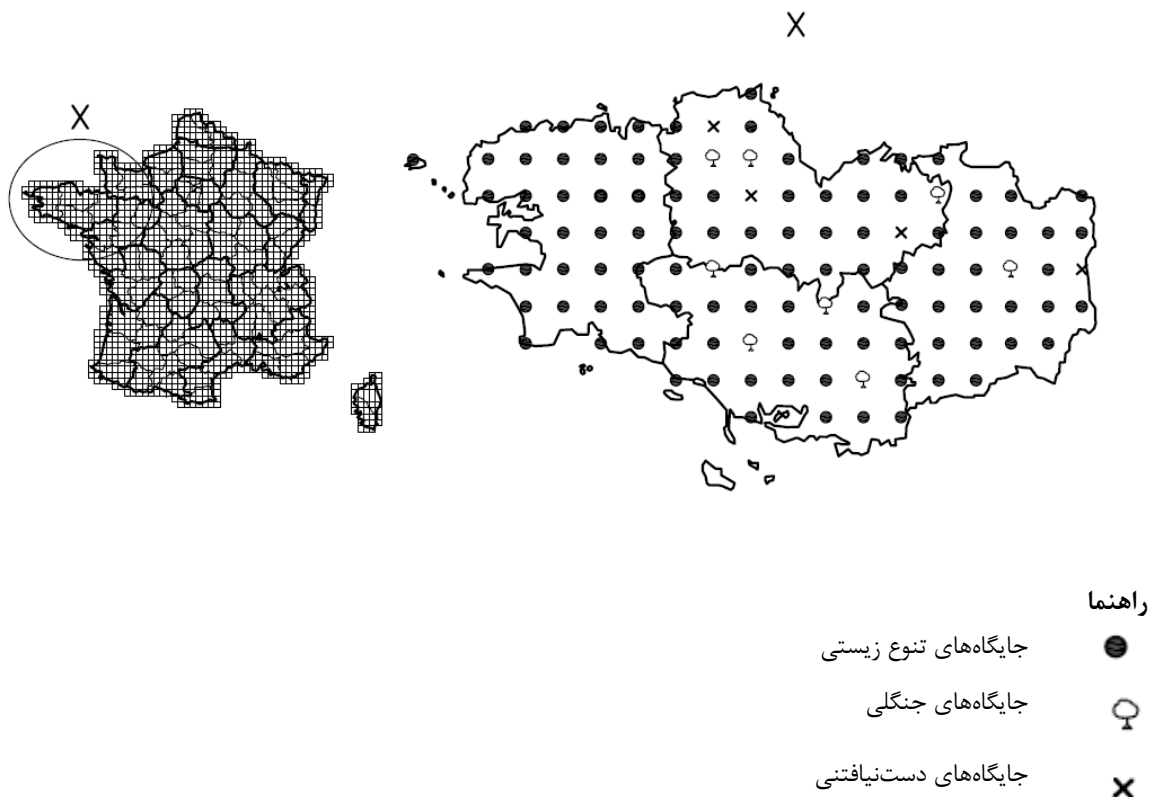 X
X
راهنما
جایگاه‌های تنوع زیستی
جایگاه‌های جنگلی
جایگاه‌های دست‌نیافتنی